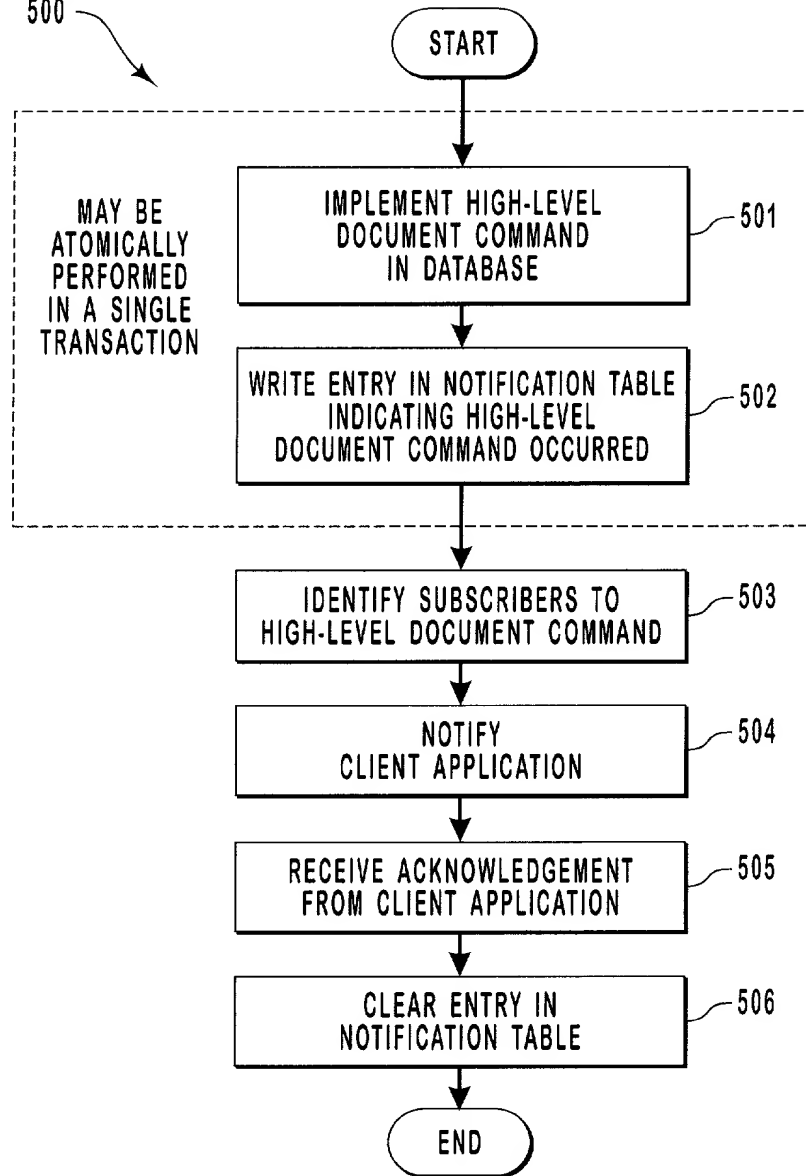 500
START
MAY BE
ATOMICALLY
PERFORMED
IN A SINGLE
TRANSACTION
IMPLEMENT HIGH-LEVEL
DOCUMENT COMMAND
IN DATABASE
501
WRITE ENTRY IN NOTIFICATION TABLE
INDICATING HIGH-LEVEL
DOCUMENT COMMAND OCCURRED
502
IDENTIFY SUBSCRIBERS TO
HIGH-LEVEL DOCUMENT COMMAND
503
NOTIFY
CLIENT APPLICATION
504
RECEIVE ACKNOWLEDGEMENT
FROM CLIENT APPLICATION
505
CLEAR ENTRY IN
NOTIFICATION TABLE
506
END